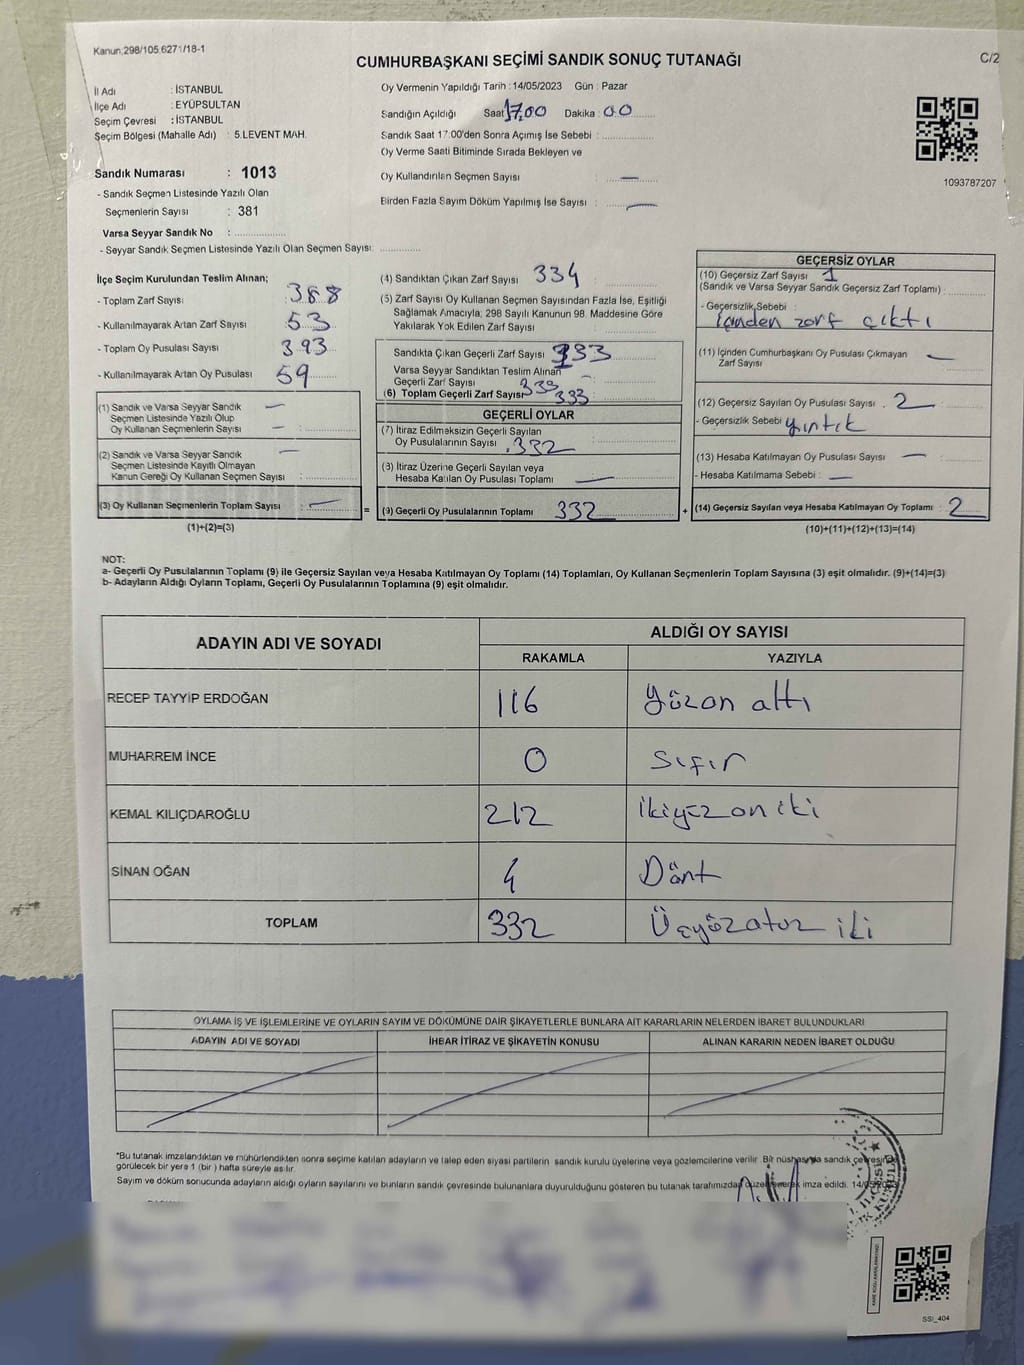 Kanun;298/105.6271/18-1
C/2
CUMHURBAŞKANI SEÇİMİ SANDIK SONUÇ TUTANAĞI
İl Adı : İSTANBUL
İlçe Adı : EYÜPSULTAN
Seçim Çevresi : İSTANBUL
Seçim Bölgesi (Mahalle Adı) : 5.LEVENT MAH.
Sandık Numarası : 1013
- Sandık Seçmen Listesinde Yazılı Olan
Seçmenlerin Sayısı : 381
Varsa Seyyar Sandık No :
- Seyyar Sandık Seçmen Listesinde Yazılı Olan Seçmen Sayısı:
Oy Vermenin Yapıldığı Tarih : 14/05/2023 Gün : Pazar
Sandığın Açıldığı Saat 17.00 Dakika : 00
Sandık Saat 17:00'den Sonra Açımış İse Sebebi :
Oy Verme Saati Bitiminde Sırada Bekleyen ve
Oy Kullandırılan Seçmen Sayısı : —
Birden Fazla Sayım Döküm Yapılmış İse Sayısı : —
1093787207
İlçe Seçim Kurulundan Teslim Alınan;
- Toplam Zarf Sayısı : 388
- Kullanılmayarak Artan Zarf Sayısı : 53
- Toplam Oy Pusulası Sayısı : 393
- Kullanılmayarak Artan Oy Pusulası : 59
(1) Sandık ve Varsa Seyyar Sandık —
Seçmen Listesinde Yazılı Olup
Oy Kullanan Seçmenlerin Sayısı : —
(2) Sandık ve Varsa Seyyar Sandık —
Seçmen Listesinde Kayıtlı Olmayan
Kanun Gereği Oy Kullanan Seçmen Sayısı :
(3) Oy Kullanan Seçmenlerin Toplam Sayısı : — =
(1)+(2)=(3)
(4) Sandıktan Çıkan Zarf Sayısı 334
(5) Zarf Sayısı Oy Kullanan Seçmen Sayısından Fazla İse, Eşitliği
Sağlamak Amacıyla; 298 Sayılı Kanunun 98. Maddesine Göre
Yakılarak Yok Edilen Zarf Sayısı :
Sandıkta Çıkan Geçerli Zarf Sayısı : 333
Varsa Seyyar Sandıktan Teslim Alınan —
Geçerli Zarf Sayısı 333
(6) Toplam Geçerli Zarf Sayısı: 333
GEÇERLİ OYLAR
(7) İtiraz Edilmeksizin Geçerli Sayılan
Oy Pusulalarının Sayısı : 332
(8) İtiraz Üzerine Geçerli Sayılan veya
Hesaba Katılan Oy Pusulası Toplamı : —
(9) Geçerli Oy Pusulalarının Toplamı 332 +
GEÇERSİZ OYLAR
(10) Geçersiz Zarf Sayısı 1
(Sandık ve Varsa Seyyar Sandık Geçersiz Zarf Toplamı) :
- Geçersizlik Sebebi :
İçinden zarf çıktı
(11) İçinden Cumhurbaşkanı Oy Pusulası Çıkmayan —
Zarf Sayısı
(12) Geçersiz Sayılan Oy Pusulası Sayısı . 2
- Geçersizlik Sebebi yırtık
(13) Hesaba Katılmayan Oy Pusulası Sayısı —
- Hesaba Katılmama Sebebi : —
(14) Geçersiz Sayılan veya Hesaba Katılmayan Oy Toplamı : 2
(10)+(11)+(12)+(13)=(14)
NOT:
a- Geçerli Oy Pusulalarının Toplamı (9) ile Geçersiz Sayılan veya Hesaba Katılmayan Oy Toplamı (14) Toplamları, Oy Kullanan Seçmenlerin Toplam Sayısına (3) eşit olmalıdır. (9)+(14)=(3)
b- Adayların Aldığı Oyların Toplamı, Geçerli Oy Pusulalarının Toplamına (9) eşit olmalıdır.
ADAYIN ADI VE SOYADI
ALDIĞI OY SAYISI
RAKAMLA YAZIYLA
RECEP TAYYİP ERDOĞAN 116 Yüzon altı
MUHARREM İNCE 0 Sıfır
KEMAL KILIÇDAROĞLU 212 İkiyüzoniki
SİNAN OĞAN 4 Dört
TOPLAM 332 Üçyüzotuz iki
OYLAMA İŞ VE İŞLEMLERİNE VE OYLARIN SAYIM VE DÖKÜMÜNE DAİR ŞİKAYETLERLE BUNLARA AİT KARARLARIN NELERDEN İBARET BULUNDUKLARI
ADAYIN ADI VE SOYADI İHBAR İTİRAZ VE ŞİKAYETİN KONUSU ALINAN KARARIN NEDEN İBARET OLDUĞU
*Bu tutanak imzalandıktan ve mühürlendikten sonra seçime katılan adayların ve talep eden siyasi partilerin sandık kurulu üyelerine veya gözlemcilerine verilir. Bir nüshasıyla sandık çevresinde
görülecek bir yere 1 (bir ) hafta süreyle asılır.
Sayım ve döküm sonucunda adayların aldığı oyların sayılarını ve bunların sandık çevresinde bulunanlara duyurulduğunu gösteren bu tutanak tarafımızdan düzenlenerek imza edildi. 14/05/2023
SSI_404